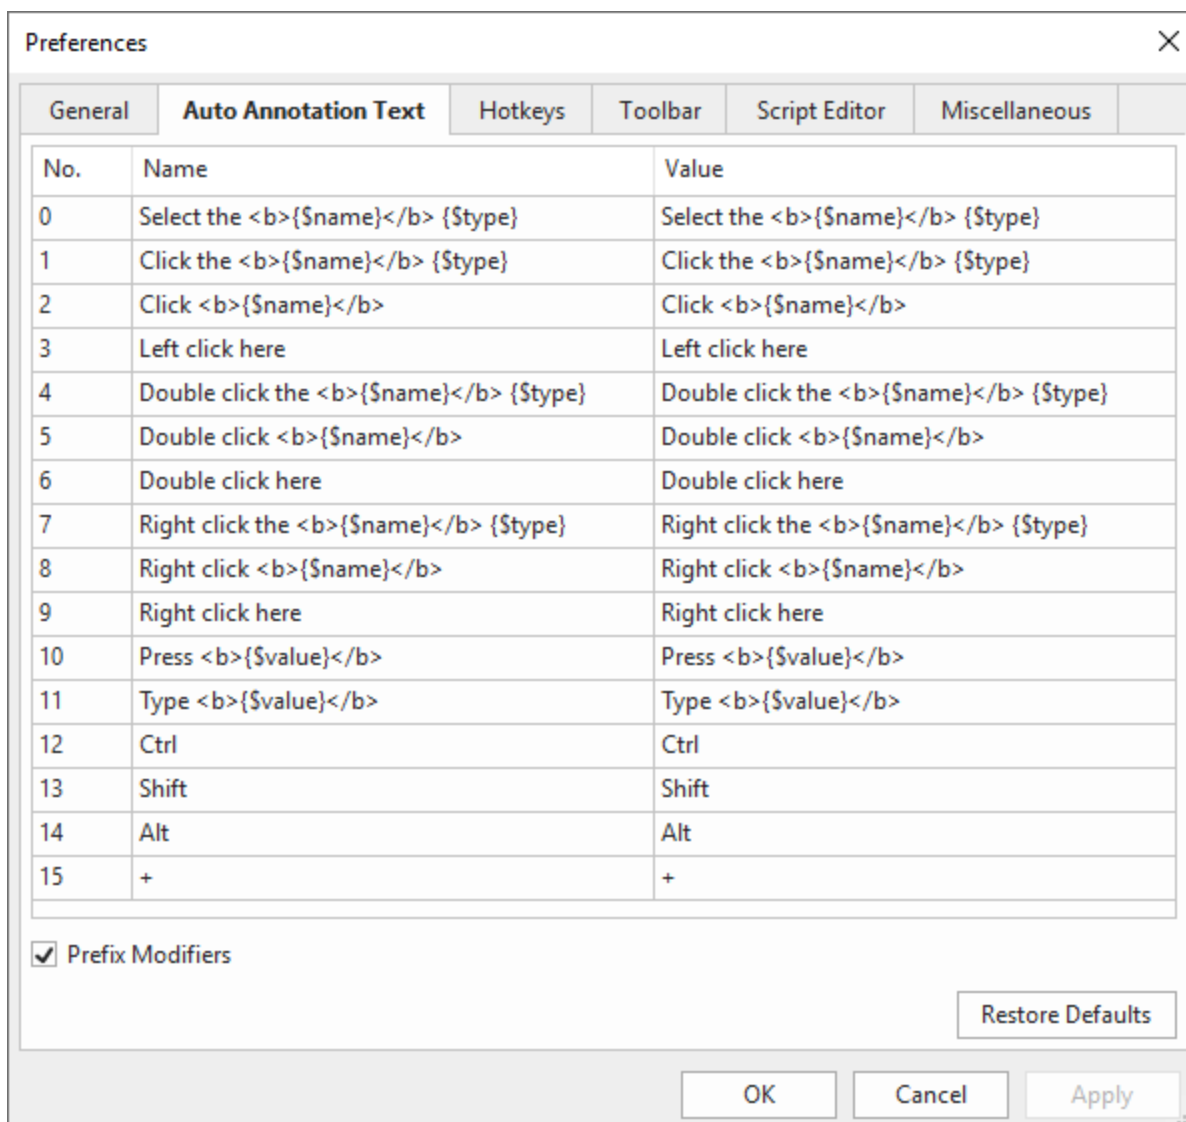 Preferences
General Auto Annotation Text Hotkeys Toolbar Script Editor Miscellaneous
No. Name Value
0 Select the <b>{$name}</b> {$type} Select the <b>{$name}</b> {$type}
1 Click the <b>{$name}</b> {$type} Click the <b>{$name}</b> {$type}
2 Click <b>{$name}</b> Click <b>{$name}</b>
3 Left click here Left click here
4 Double click the <b>{$name}</b> {$type} Double click the <b>{$name}</b> {$type}
5 Double click <b>{$name}</b> Double click <b>{$name}</b>
6 Double click here Double click here
7 Right click the <b>{$name}</b> {$type} Right click the <b>{$name}</b> {$type}
8 Right click <b>{$name}</b> Right click <b>{$name}</b>
9 Right click here Right click here
10 Press <b>{$value}</b> Press <b>{$value}</b>
11 Type <b>{$value}</b> Type <b>{$value}</b>
12 Ctrl Ctrl
13 Shift Shift
14 Alt Alt
15 + +
Prefix Modifiers
Restore Defaults
OK Cancel Apply